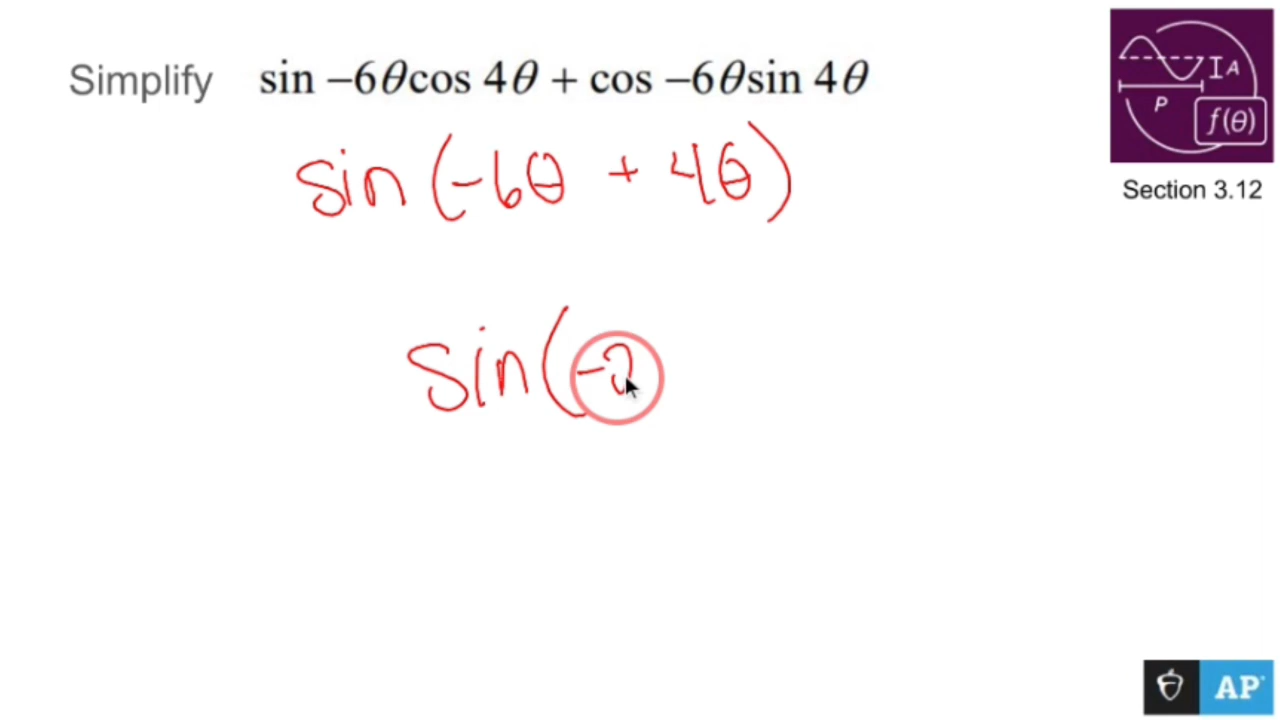 Simplify sin −6θcos 4θ + cos −6θsin 4θ
sin (-6θ + 4θ)
sin (-2
I A
P
f(θ)
Section 3.12
AP